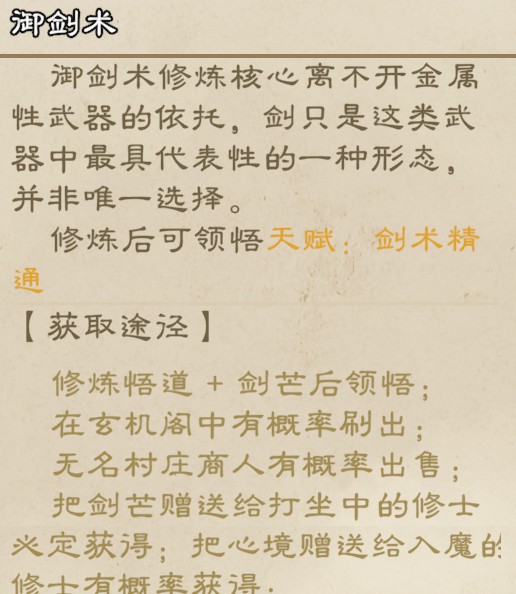 御剑术
御剑术修炼核心离不开金属
性武器的依托，剑只是这类武
器中最具代表性的一种形态，
并非唯一选择。
修炼后可领悟天赋：剑术精
通
【获取途径】
修炼悟道 + 剑芒后领悟；
在玄机阁中有概率刷出；
无名村庄商人有概率出售；
把剑芒赠送给打坐中的修士
必定获得；把心境赠送给入魔的
修士有概率获得；